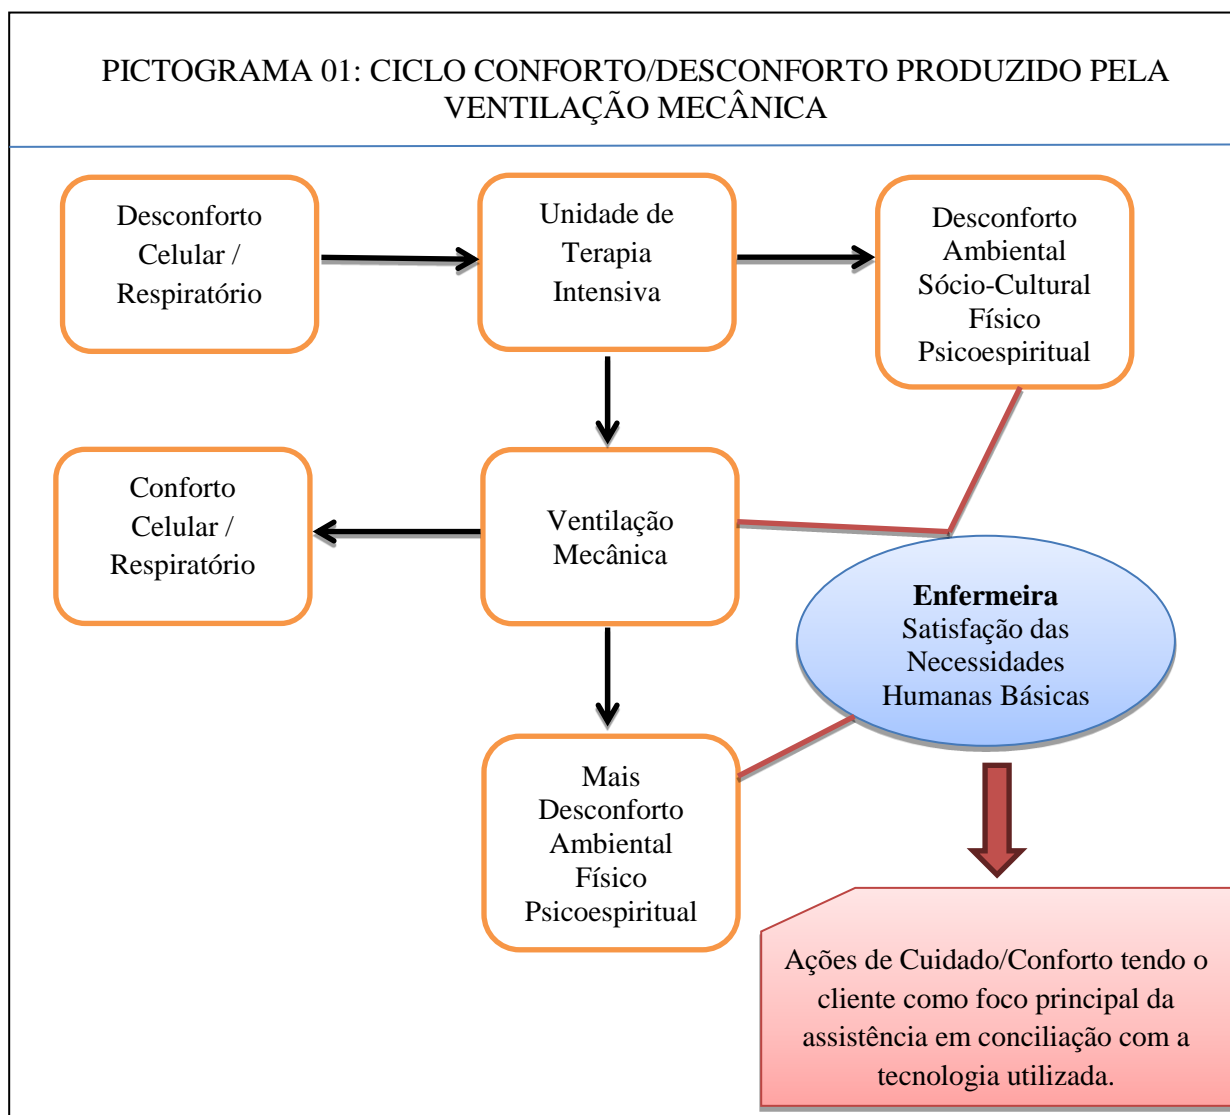 PICTOGRAMA 01: CICLO CONFORTO/DESCONFORTO PRODUZIDO PELA
VENTILAÇÃO MECÂNICA
Desconforto
Celular /
Respiratório
Unidade de
Terapia
Intensiva
Desconforto
Ambiental
Sócio-Cultural
Físico
Psicoespiritual
Conforto
Celular /
Respiratório
Ventilação
Mecânica
Enfermeira
Satisfação das
Necessidades
Humanas Básicas
Mais
Desconforto
Ambiental
Físico
Psicoespiritual
Ações de Cuidado/Conforto tendo o
cliente como foco principal da
assistência em conciliação com a
tecnologia utilizada.